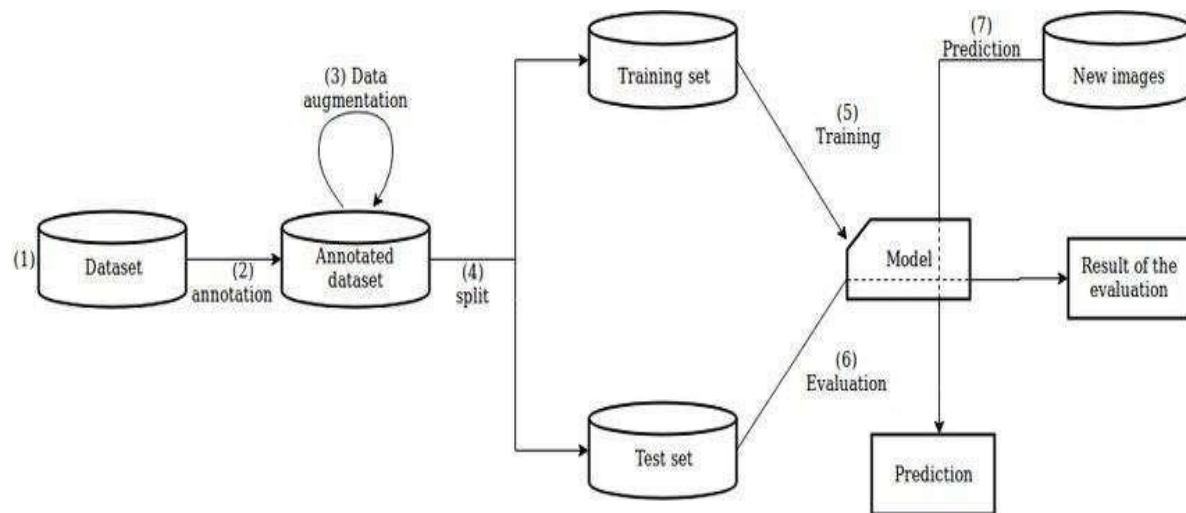 (1)
Dataset
(2)
annotation
(3) Data
augmentation
Annotated
dataset
(4)
split
Training set
Test set
(5)
Training
(6)
Evaluation
Model
(7)
Prediction
New images
Result of the
evaluation
Prediction